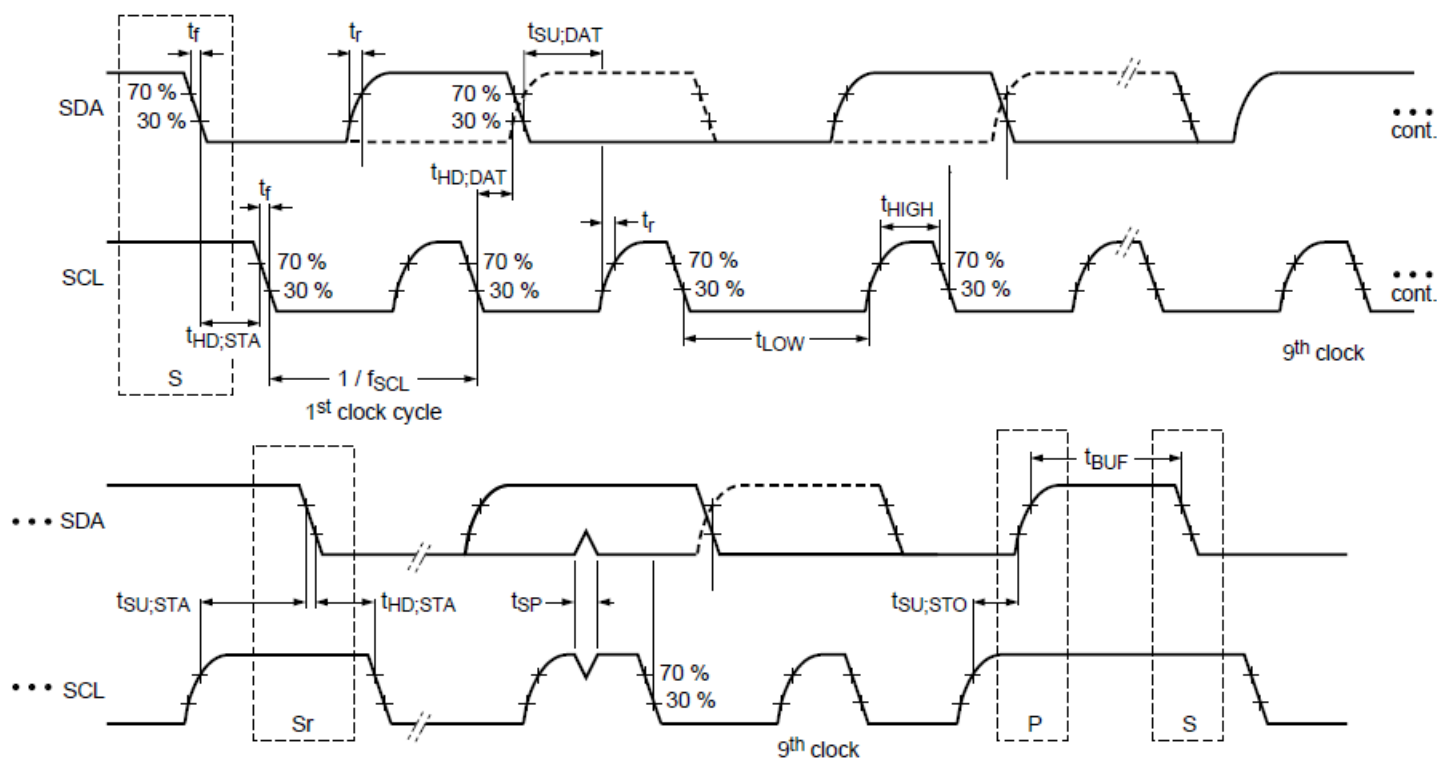 tf
tr
tSU;DAT
SDA
70 %
30 %
70 %
30 %
••• cont.
tHD;DAT
tf
tr
tHIGH
SCL
70 %
30 %
70 %
30 %
70 %
30 %
70 %
30 %
••• cont.
tHD;STA
tLOW
9th clock
S
1 / fSCL
1st clock cycle
tBUF
••• SDA
tSU;STA
tHD;STA
tSP
tSU;STO
••• SCL
70 %
30 %
Sr
P
S
9th clock